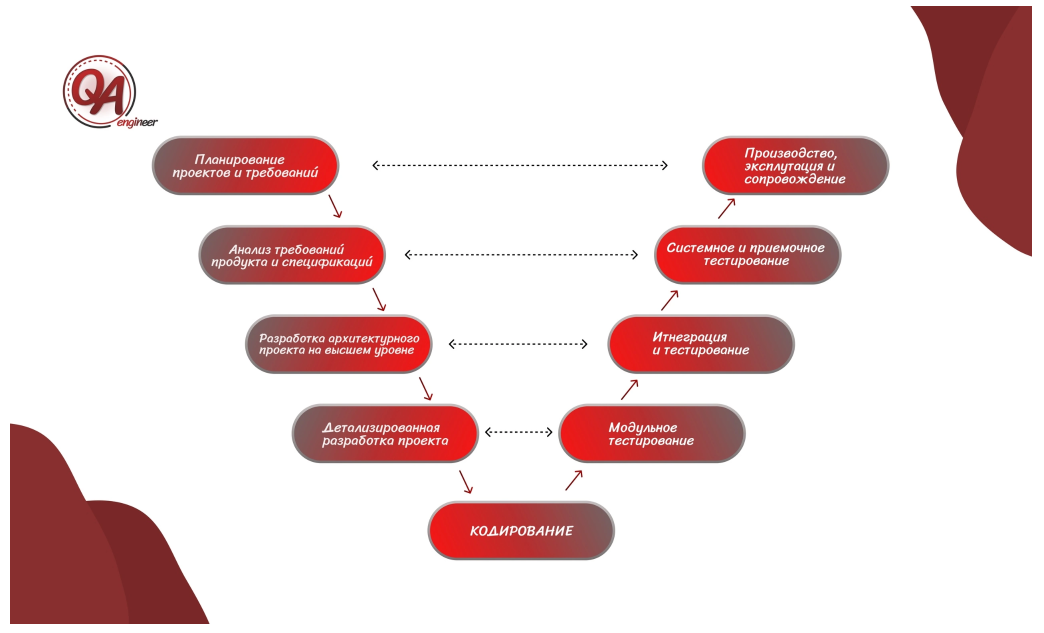 QA
engineer
Планирование
проектов и требований
Производство,
эксплутация и
сопровождение
Анализ требований
продукта и спецификаций
Системное и приемочное
тестирование
Разработка архитектурного
проекта на высшем уровне
Итнеграция
и тестирование
Детализированная
разработка проекта
Модульное
тестирование
КОДИРОВАНИЕ